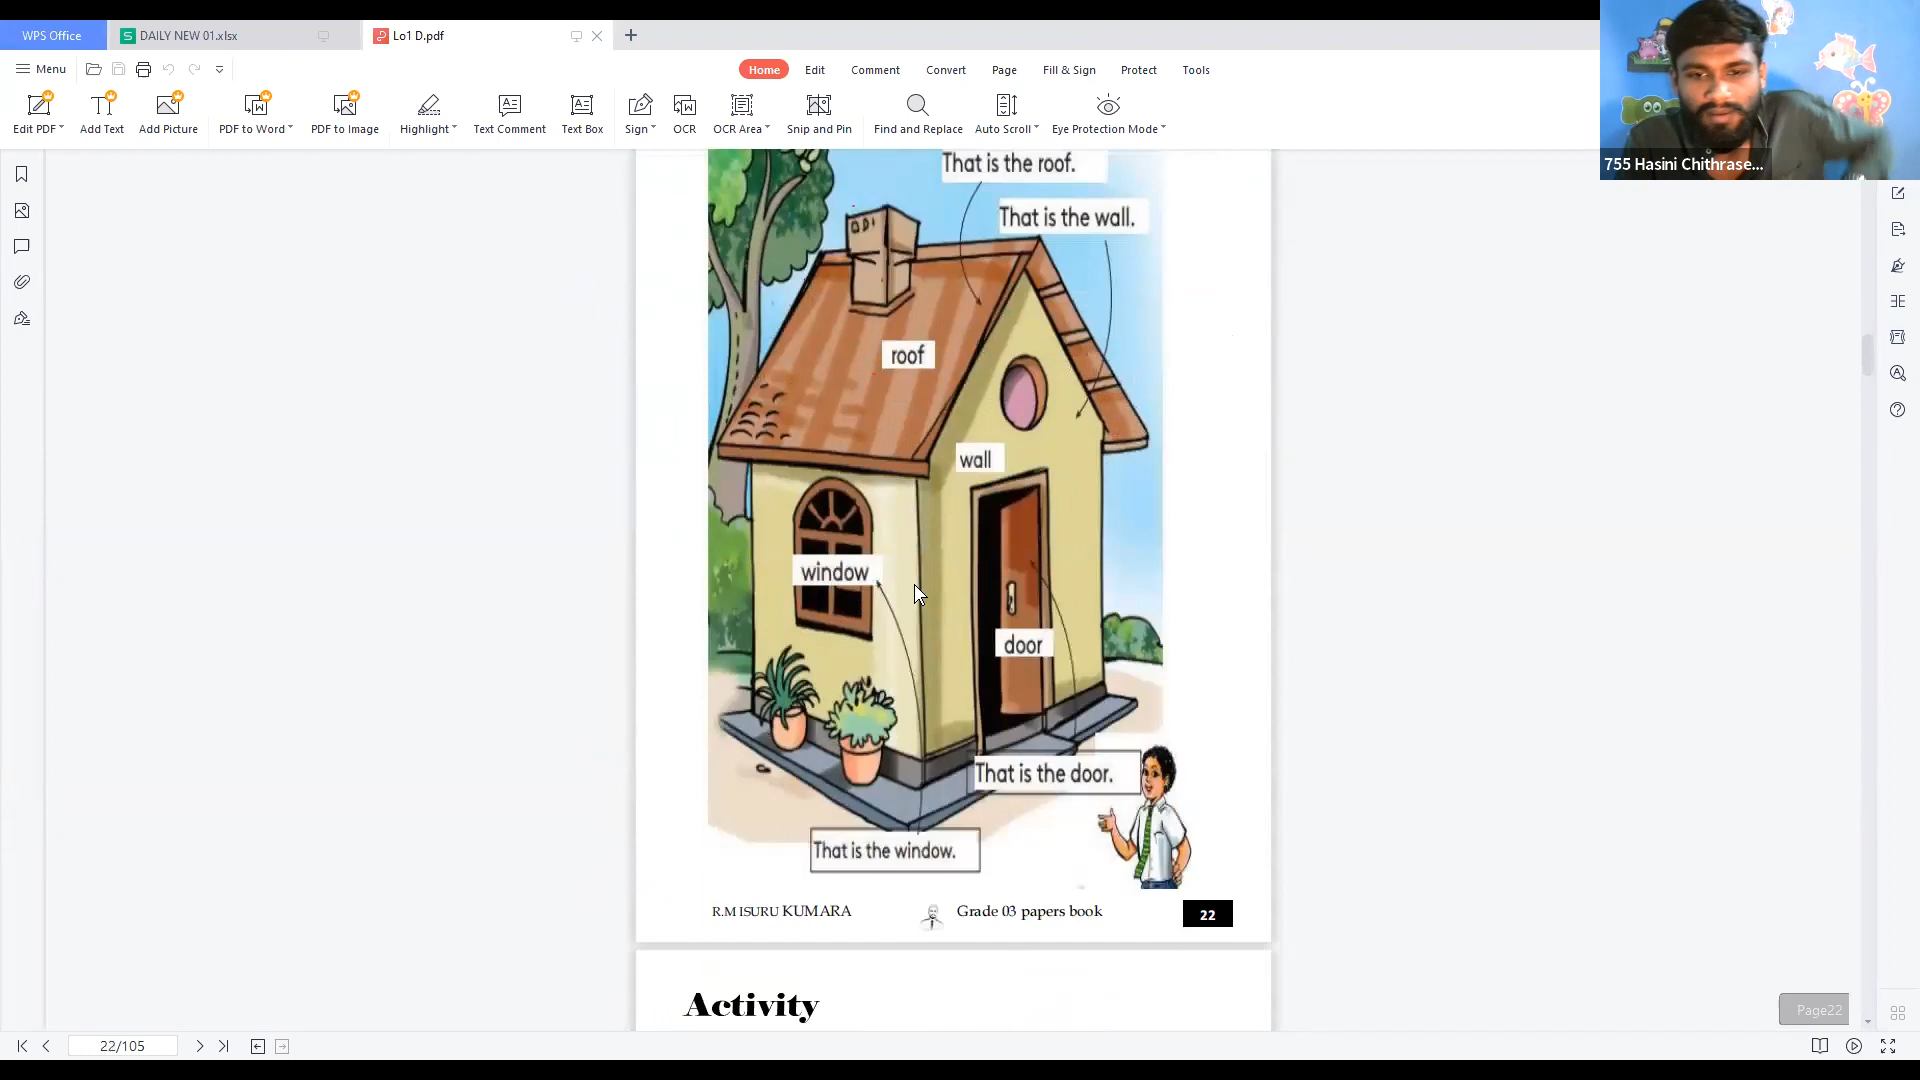 WPS Office
DAILY NEW 01.xlsx
Lo1 D.pdf
Menu
Home
Edit
Comment
Convert
Page
Fill & Sign
Protect
Tools
Edit PDF
Add Text
Add Picture
PDF to Word
PDF to Image
Highlight
Text Comment
Text Box
Sign
OCR
OCR Area
Snip and Pin
Find and Replace
Auto Scroll
Eye Protection Mode
755 Hasini Chithrase...
That is the roof.
That is the wall.
roof
wall
window
door
That is the door.
That is the window.
R.M ISURU KUMARA
Grade 03 papers book
22
Activity
Page22
22/105